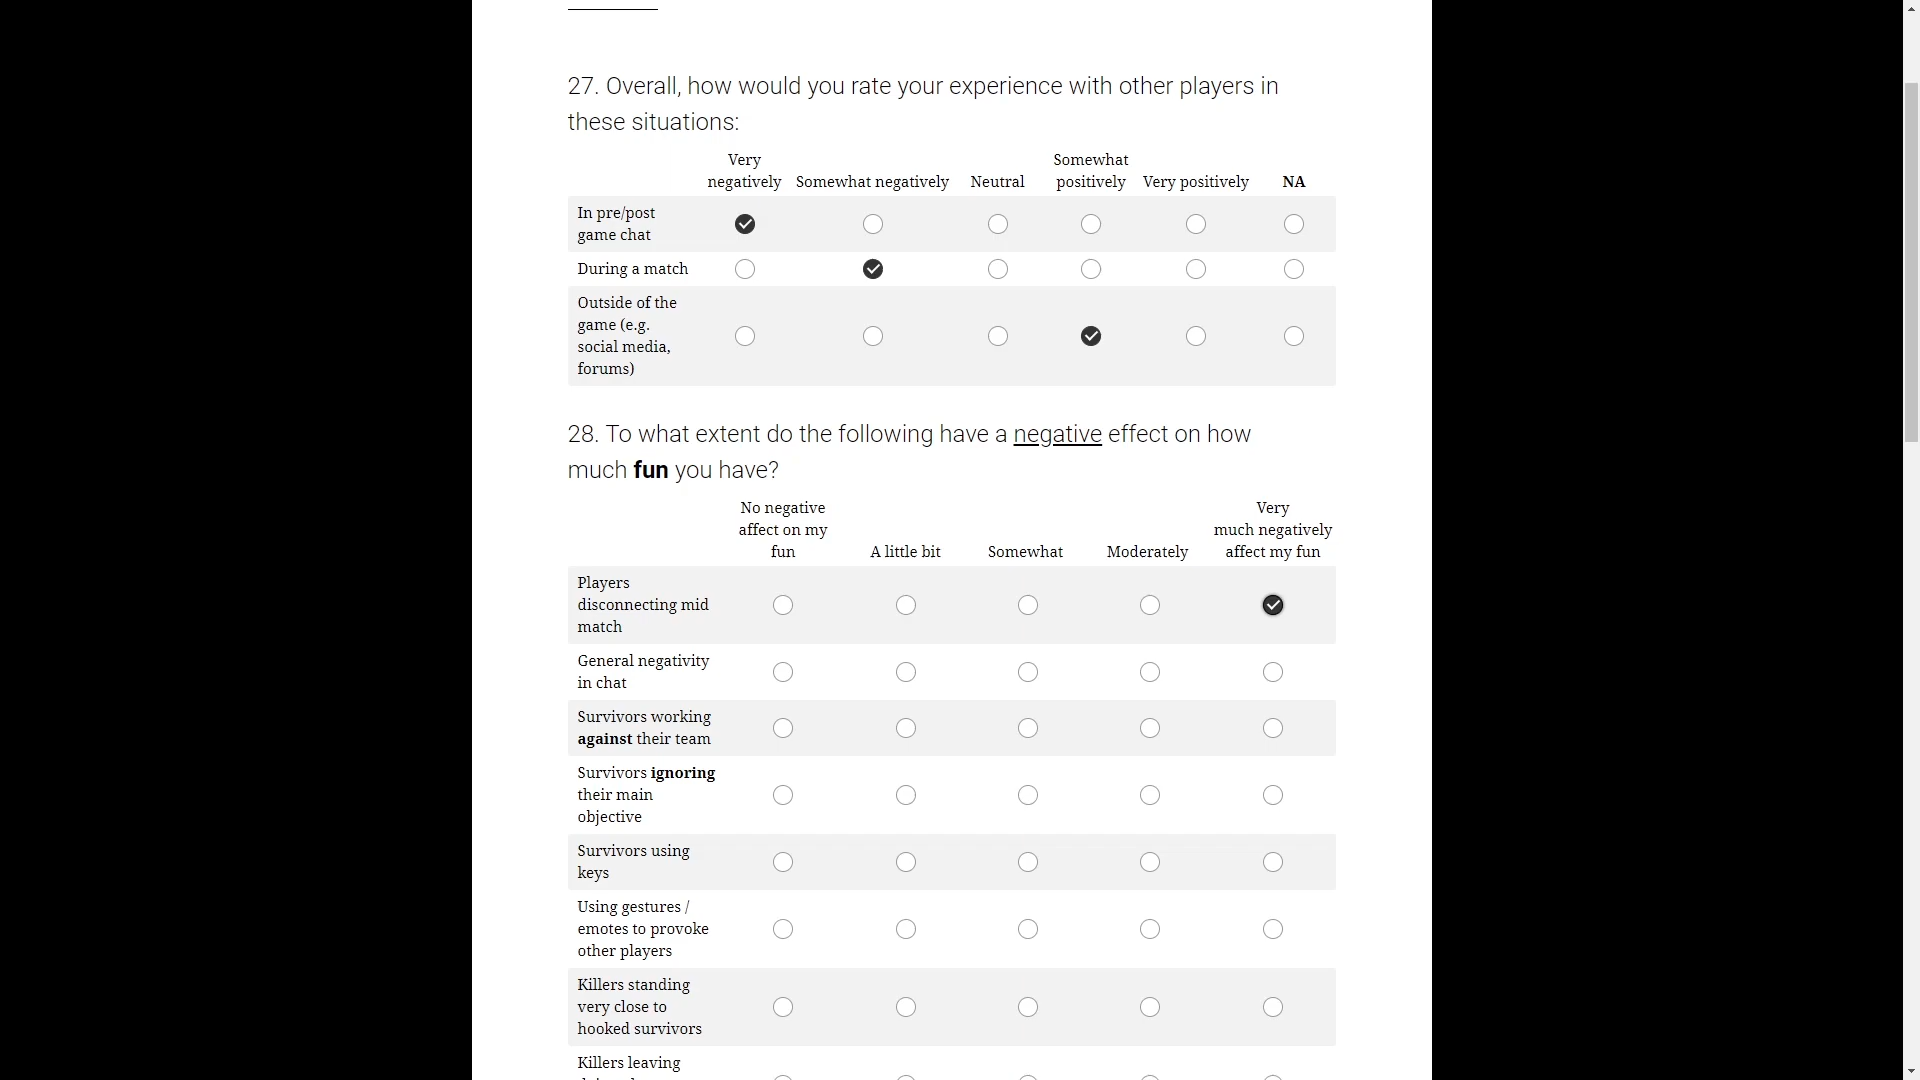 27. Overall, how would you rate your experience with other players in
these situations:
Very
negatively
Somewhat negatively
Neutral
Somewhat
positively
Very positively
NA
In pre/post
game chat
During a match
Outside of the
game (e.g.
social media,
forums)
28. To what extent do the following have a negative effect on how
much fun you have?
No negative
affect on my
fun
A little bit
Somewhat
Moderately
Very
much negatively
affect my fun
Players
disconnecting mid
match
General negativity
in chat
Survivors working
against their team
Survivors ignoring
their main
objective
Survivors using
keys
Using gestures /
emotes to provoke
other players
Killers standing
very close to
hooked survivors
Killers leaving